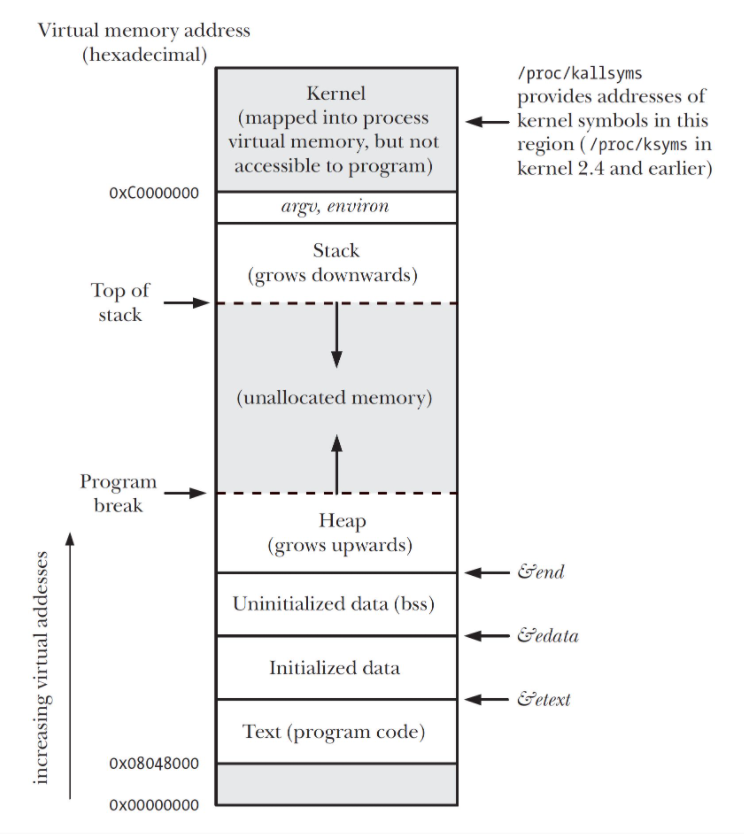 Virtual memory address
(hexadecimal)
/proc/kallsyms
provides addresses of
kernel symbols in this
region (/proc/ksyms in
kernel 2.4 and earlier)
Kernel
(mapped into process
virtual memory, but not
accessible to program)
0xC0000000
argv, environ
Stack
(grows downwards)
Top of
stack
(unallocated memory)
Program
break
Heap
(grows upwards)
&end
Uninitialized data (bss)
&edata
Initialized data
&etext
Text (program code)
0x08048000
0x00000000
increasing virtual addesses